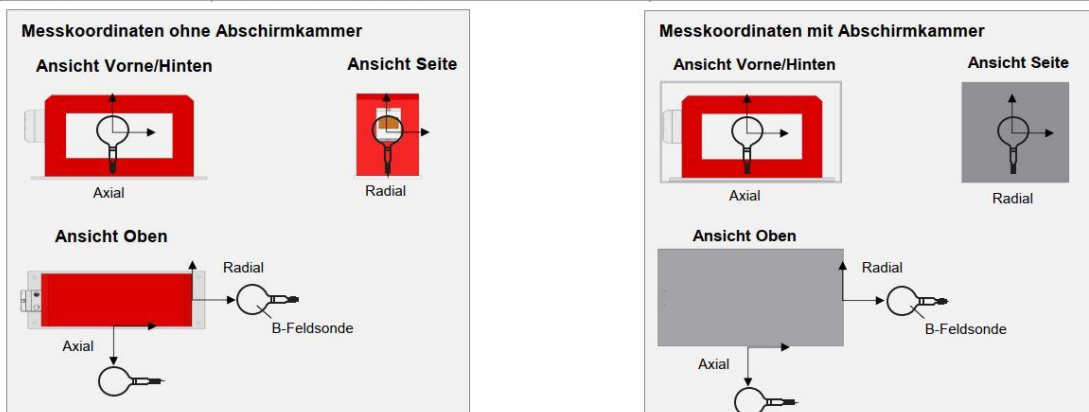 Messkoordinaten ohne Abschirmkammer
Ansicht Vorne/Hinten
Ansicht Seite
Axial
Radial
Ansicht Oben
Radial
B-Feldsonde
Axial
Messkoordinaten mit Abschirmkammer
Ansicht Vorne/Hinten
Ansicht Seite
Axial
Radial
Ansicht Oben
Radial
B-Feldsonde
Axial